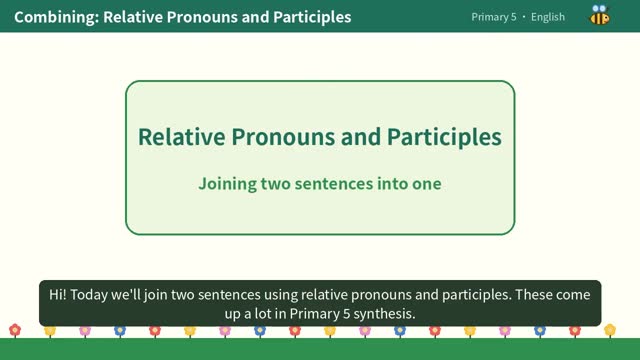 Combining: Relative Pronouns and Participles
Primary 5 • English
Relative Pronouns and Participles
Joining two sentences into one
Hi! Today we'll join two sentences using relative pronouns and participles. These come
up a lot in Primary 5 synthesis.